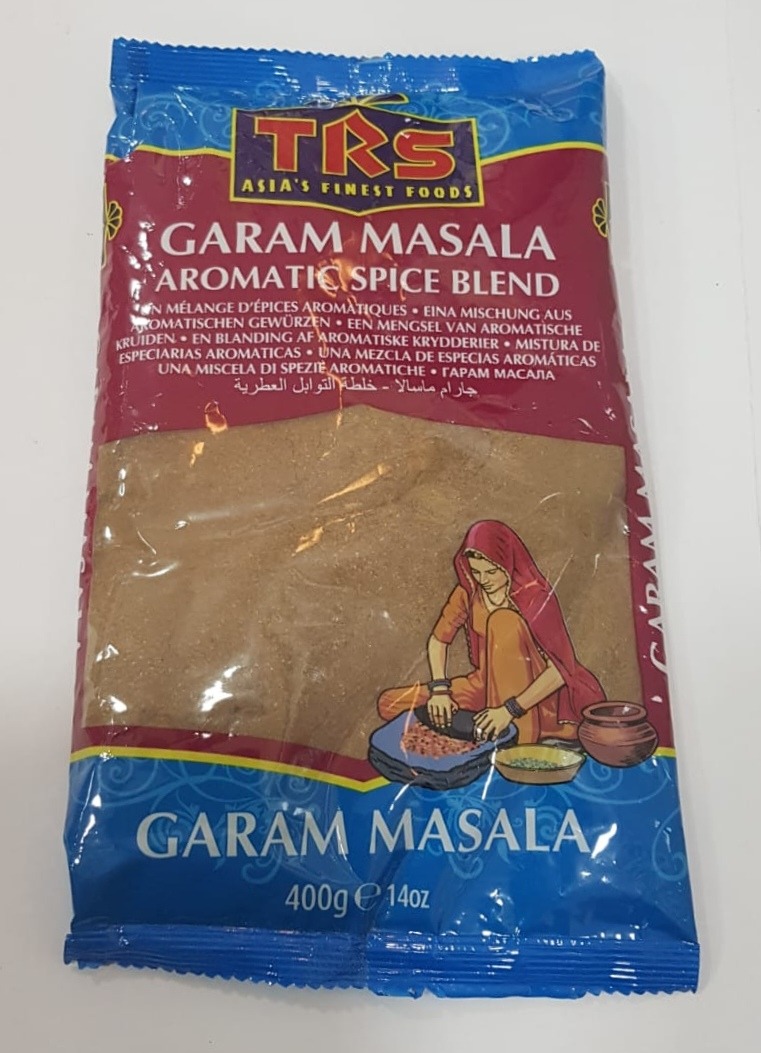 TRS
ASIA'S FINEST FOODS
GARAM MASALA
AROMATIC SPICE BLEND
UN MÉLANGE D'ÉPICES AROMATIQUES • EINA MISCHUNG AUS
AROMATISCHEN GEWÜRZEN • EEN MENGSEL VAN AROMATISCHE
KRUIDEN • EN BLANDING AF AROMATISKE KRYDDERIER • MISTURA DE
ESPECIARIAS AROMATICAS • UNA MEZCLA DE ESPECIAS AROMÁTICAS
UNA MISCELA DI SPEZIE AROMATICHE • ГАРАМ МАСАЛА
جارام ماسالا - خلطة التوابل العطرية
GARAM MAS
GARAM MASALA
400g ℮ 14oz